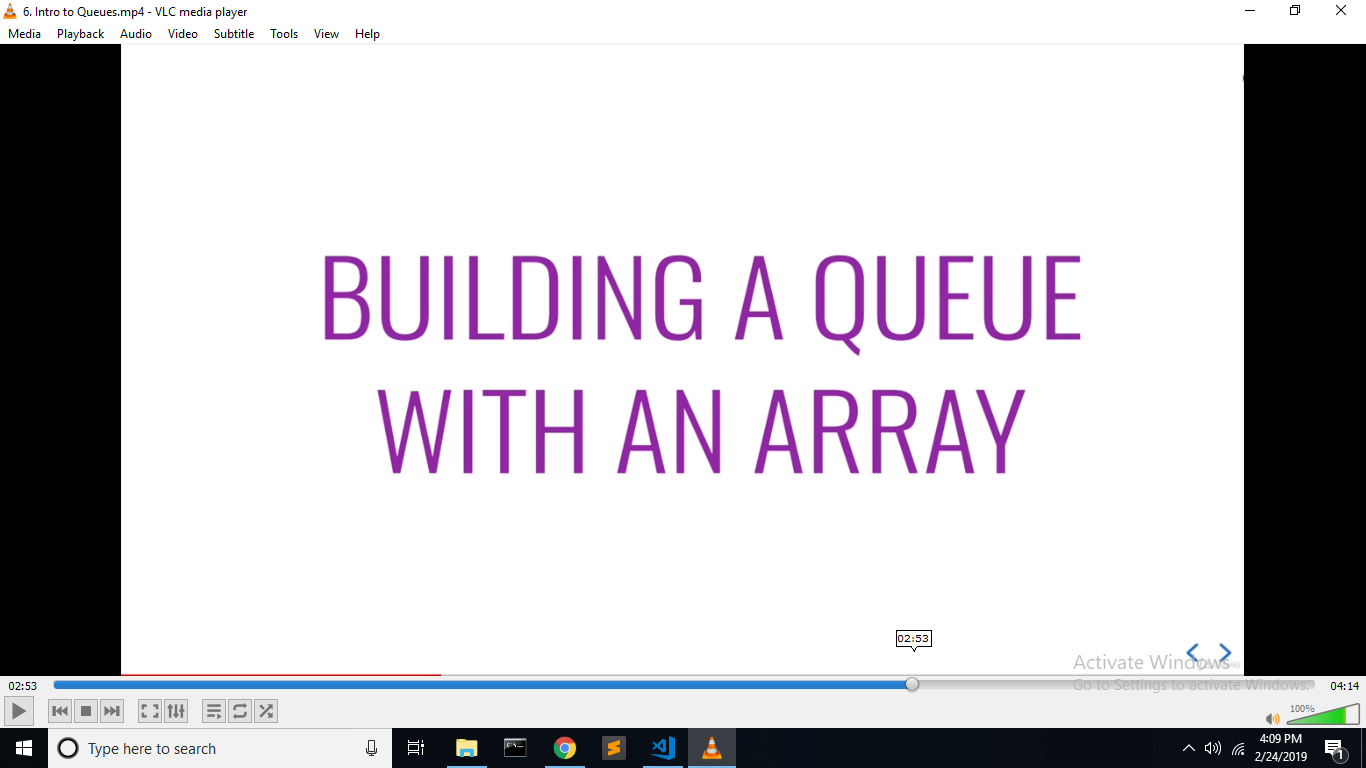 6. Intro to Queues.mp4 - VLC media player
Media Playback Audio Video Subtitle Tools View Help
BUILDING A QUEUE
WITH AN ARRAY
02:53
Activate Windows
Go to Settings to activate Windows.
02:53
04:14
100%
Type here to search
4:09 PM
2/24/2019
1